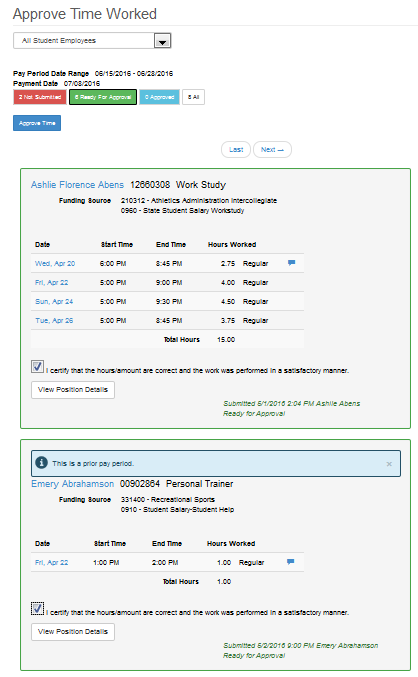 Approve Time Worked
All Student Employees
Pay Period Date Range 06/15/2016 - 06/28/2016
Payment Date 07/08/2016
2 Not Submitted 6 Ready For Approval 0 Approved 8 All
Approve Time
Last Next →
Ashlie Florence Abens 12660308 Work Study
Funding Source 210312 - Athletics Administration Intercollegiate
0960 - State Student Salary Workstudy
Date Start Time End Time Hours Worked
Wed, Apr 20 6:00 PM 8:45 PM 2.75 Regular
Fri, Apr 22 5:00 PM 9:00 PM 4.00 Regular
Sun, Apr 24 5:00 PM 9:30 PM 4.50 Regular
Tue, Apr 26 5:00 PM 8:45 PM 3.75 Regular
Total Hours 15.00
I certify that the hours/amount are correct and the work was performed in a satisfactory manner.
View Position Details
Submitted 5/1/2016 2:04 PM Ashlie Abens
Ready for Approval
This is a prior pay period. ×
Emery Abrahamson 00902864 Personal Trainer
Funding Source 331400 - Recreational Sports
0910 - Student Salary-Student Help
Date Start Time End Time Hours Worked
Fri, Apr 22 1:00 PM 2:00 PM 1.00 Regular
Total Hours 1.00
I certify that the hours/amount are correct and the work was performed in a satisfactory manner.
View Position Details
Submitted 6/2/2016 9:00 PM Emery Abrahamson
Ready for Approval